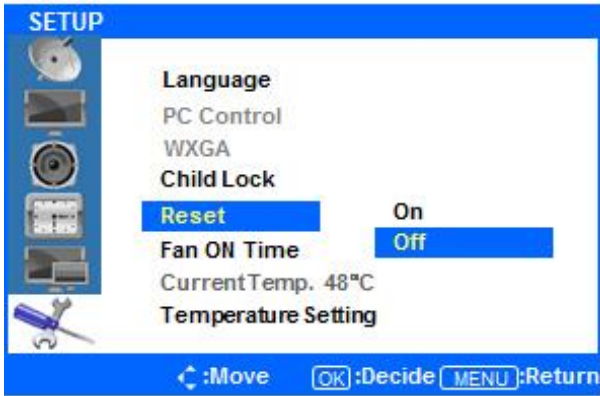 SETUP
Language
PC Control
WXGA
Child Lock
Reset On
Off
Fan ON Time
Current Temp. 48°C
Temperature Setting
:Move OK :Decide MENU :Return